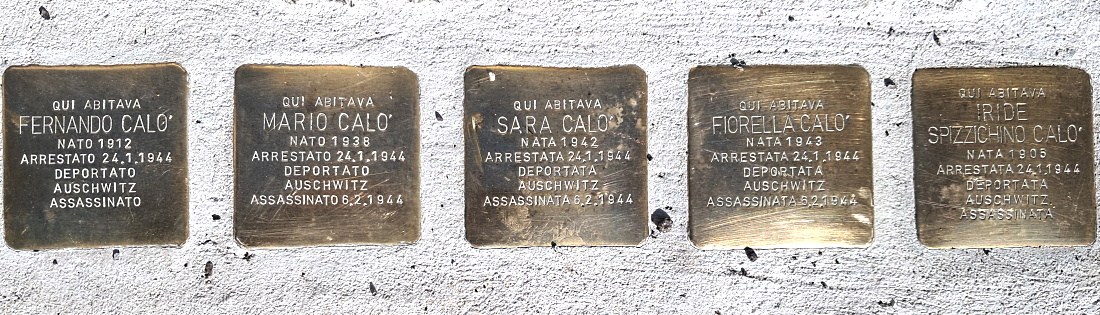 QUI ABITAVA
FERNANDO CALO'
NATO 1912
ARRESTATO 24.1.1944
DEPORTATO
AUSCHWITZ
ASSASSINATO
QUI ABITAVA
MARIO CALO'
NATO 1938
ARRESTATO 24.1.1944
DEPORTATO
AUSCHWITZ
ASSASSINATO 6.2.1944
QUI ABITAVA
SARA CALO'
NATA 1942
ARRESTATA 24.1.1944
DEPORTATA
AUSCHWITZ
ASSASSINATA 6.2.1944
QUI ABITAVA
FIORELLA CALO'
NATA 1943
ARRESTATA 24.1.1944
DEPORTATA
AUSCHWITZ
ASSASSINATA 6.2.1944
QUI ABITAVA
IRIDE
SPIZZICHINO CALO'
NATA 1905
ARRESTATA 24.1.1944
DEPORTATA
AUSCHWITZ
ASSASSINATA